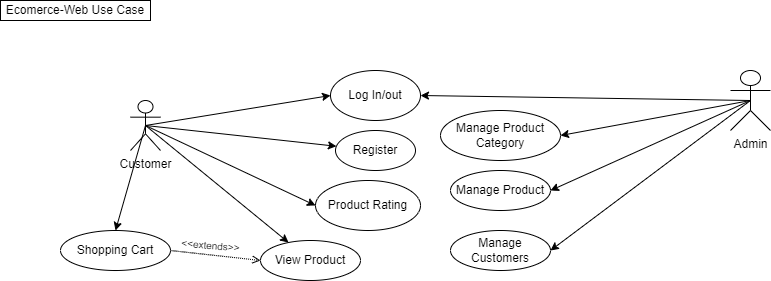 Ecomerce-Web Use Case
Log In/out
Customer
Register
Manage Product
Category
Admin
Product Rating
Manage Product
Shopping Cart
<<extends>>
View Product
Manage
Customers